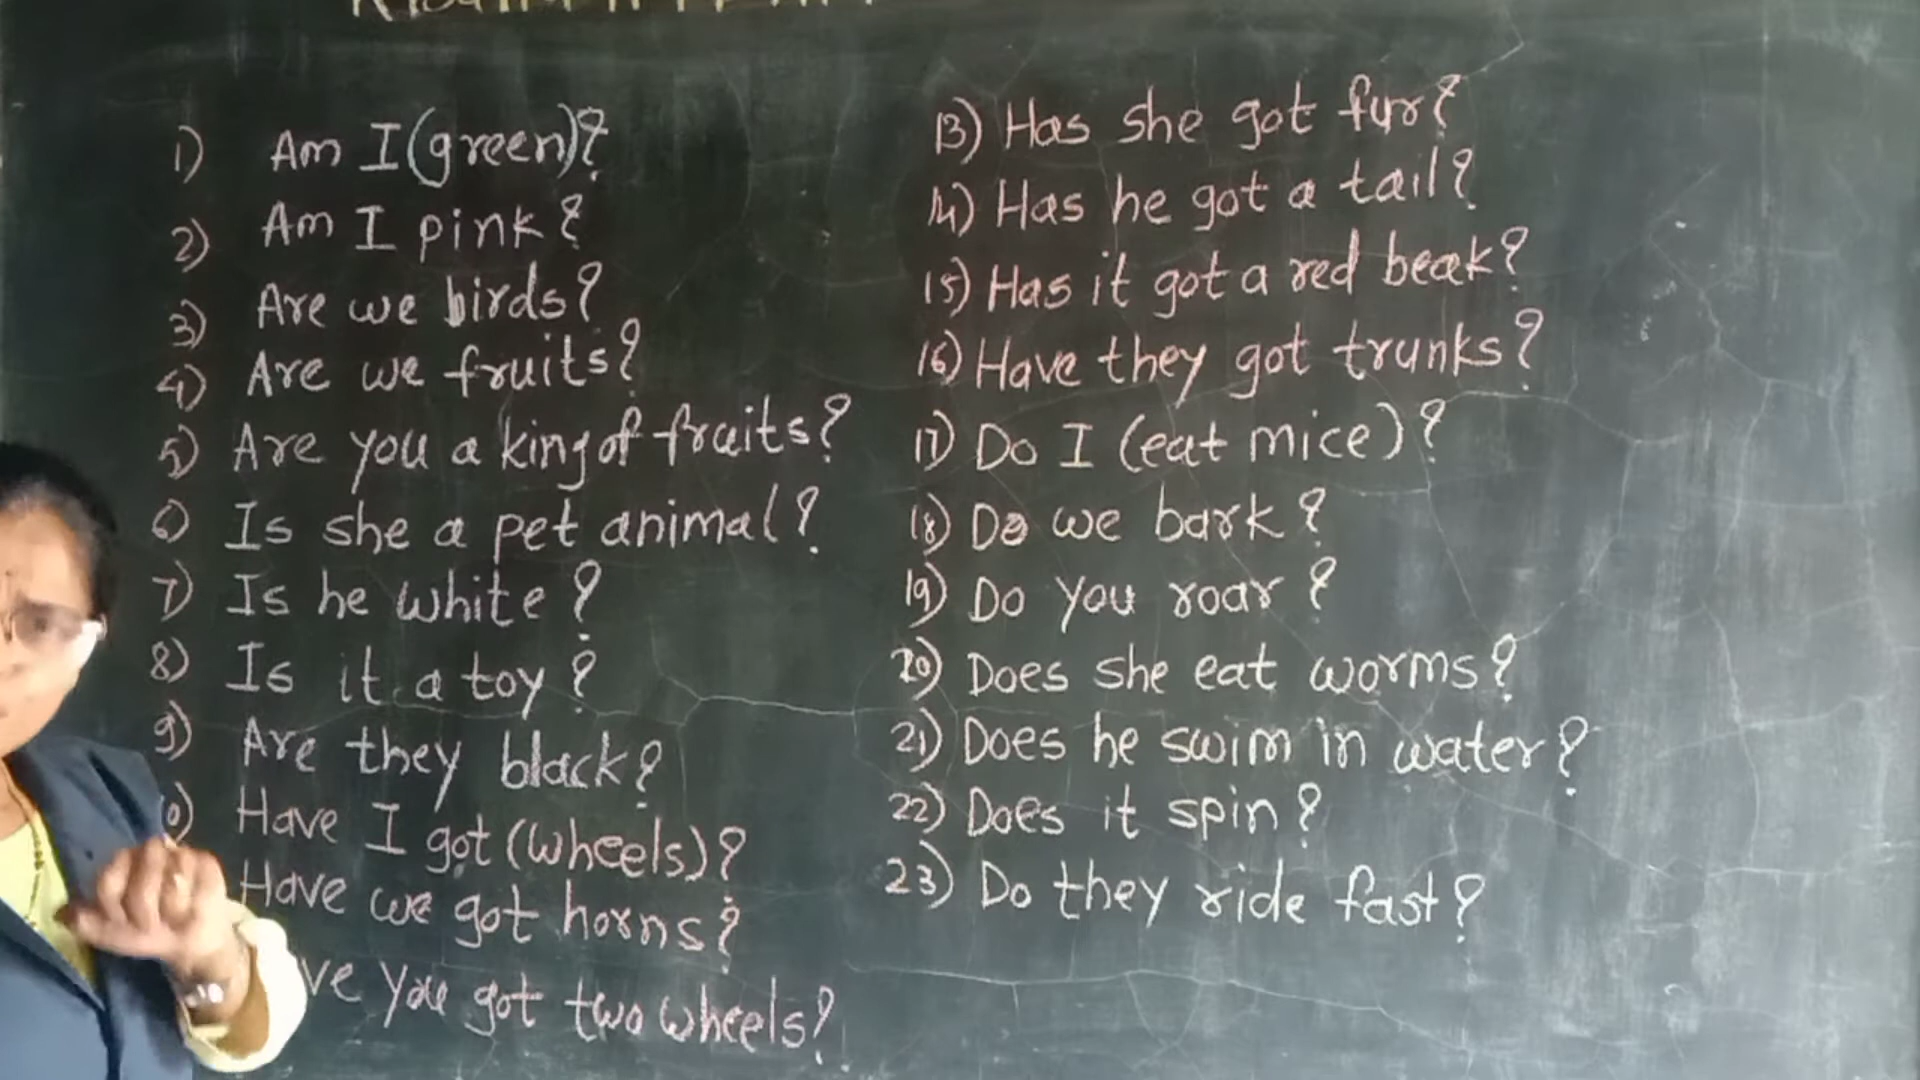 1) Am I (green)?
2) Am I pink?
3) Are we birds?
4) Are we fruits?
5) Are you a king of fruits?
6) Is she a pet animal?
7) Is he white?
8) Is it a toy?
9) Are they black?
0) Have I got (wheels)?
Have we got horns?
ve you got two wheels?
13) Has she got fur?
14) Has he got a tail?
15) Has it got a red beak?
16) Have they got trunks?
17) Do I (eat mice)?
18) Do we bark?
19) Do you roar?
20) Does she eat worms?
21) Does he swim in water?
22) Does it spin?
23) Do they ride fast?